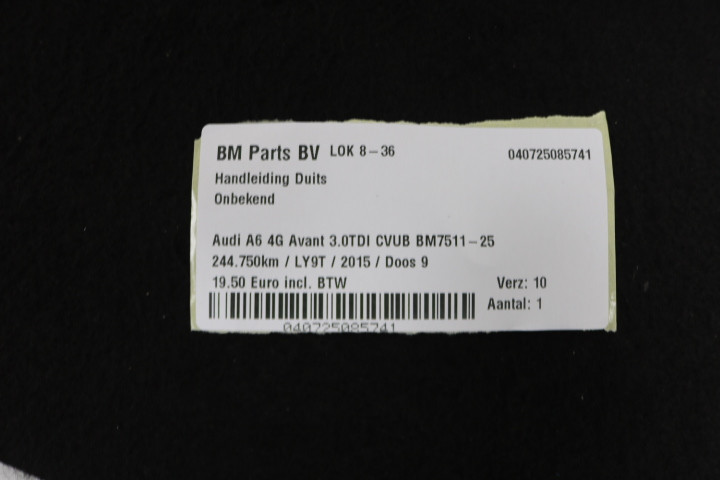 BM Parts BV LOK 8-36 040725085741
Handleiding Duits
Onbekend
Audi A6 4G Avant 3.0TDI CVUB BM7511-25
244.750km / LY9T / 2015 / Doos 9
19.50 Euro incl. BTW Verz: 10
Aantal: 1
040725085741